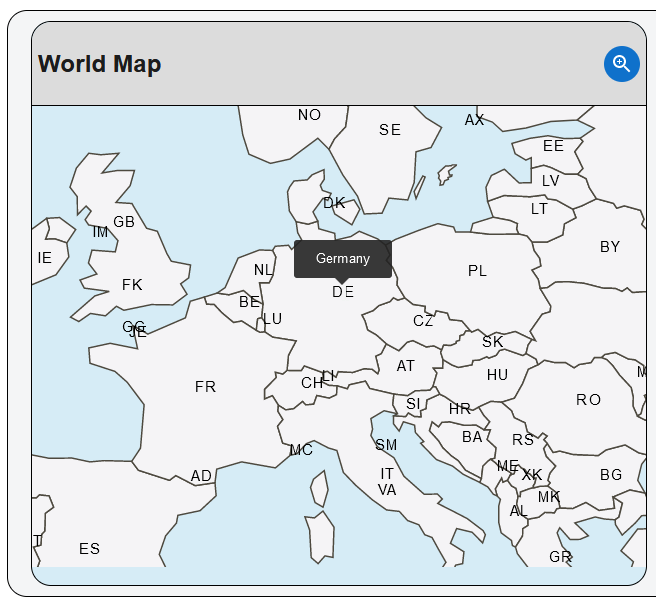 World Map
NO
SE
AX
EE
LV
LT
DK
GB
IM
IE
BY
Germany
NL
PL
FK
DE
BE
LU
CZ
GG
JE
SK
AT
HU
FR
CH
LI
RO
SI
HR
BA
RS
SM
MC
ME
XK
IT
VA
AD
BG
MK
AL
ES
GR